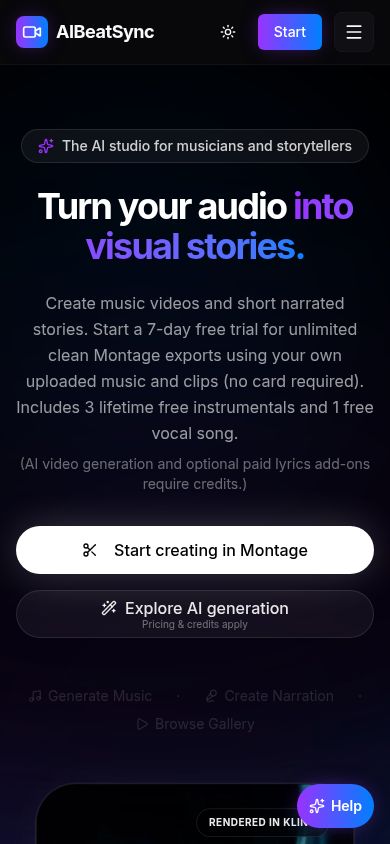 AIBeatSync
Start
The AI studio for musicians and storytellers
Turn your audio into
visual stories.
Create music videos and short narrated
stories. Start a 7-day free trial for unlimited
clean Montage exports using your own
uploaded music and clips (no card required).
Includes 3 lifetime free instrumentals and 1 free
vocal song.
(AI video generation and optional paid lyrics add-ons
require credits.)
Start creating in Montage
Explore AI generation
Pricing & credits apply
Generate Music · Create Narration ·
Browse Gallery
RENDERED IN
Help